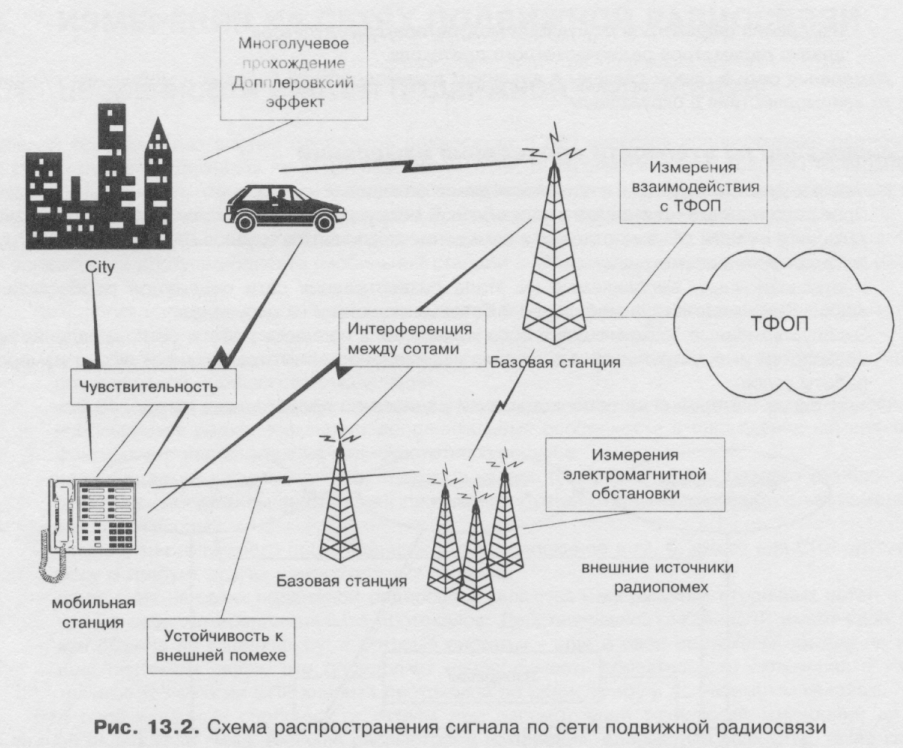 Многолучевое
прохождение
Допплеровксий
эффект
Измерения
взаимодействия
с ТФОП
City
ТФОП
Интерференция
между сотами
Базовая станция
Чувствительность
Измерения
электромагнитной
обстановки
Базовая станция
внешние источники
радиопомех
мобильная
станция
Устойчивость к
внешней помехе
Рис. 13.2. Схема распространения сигнала по сети подвижной радиосвязи